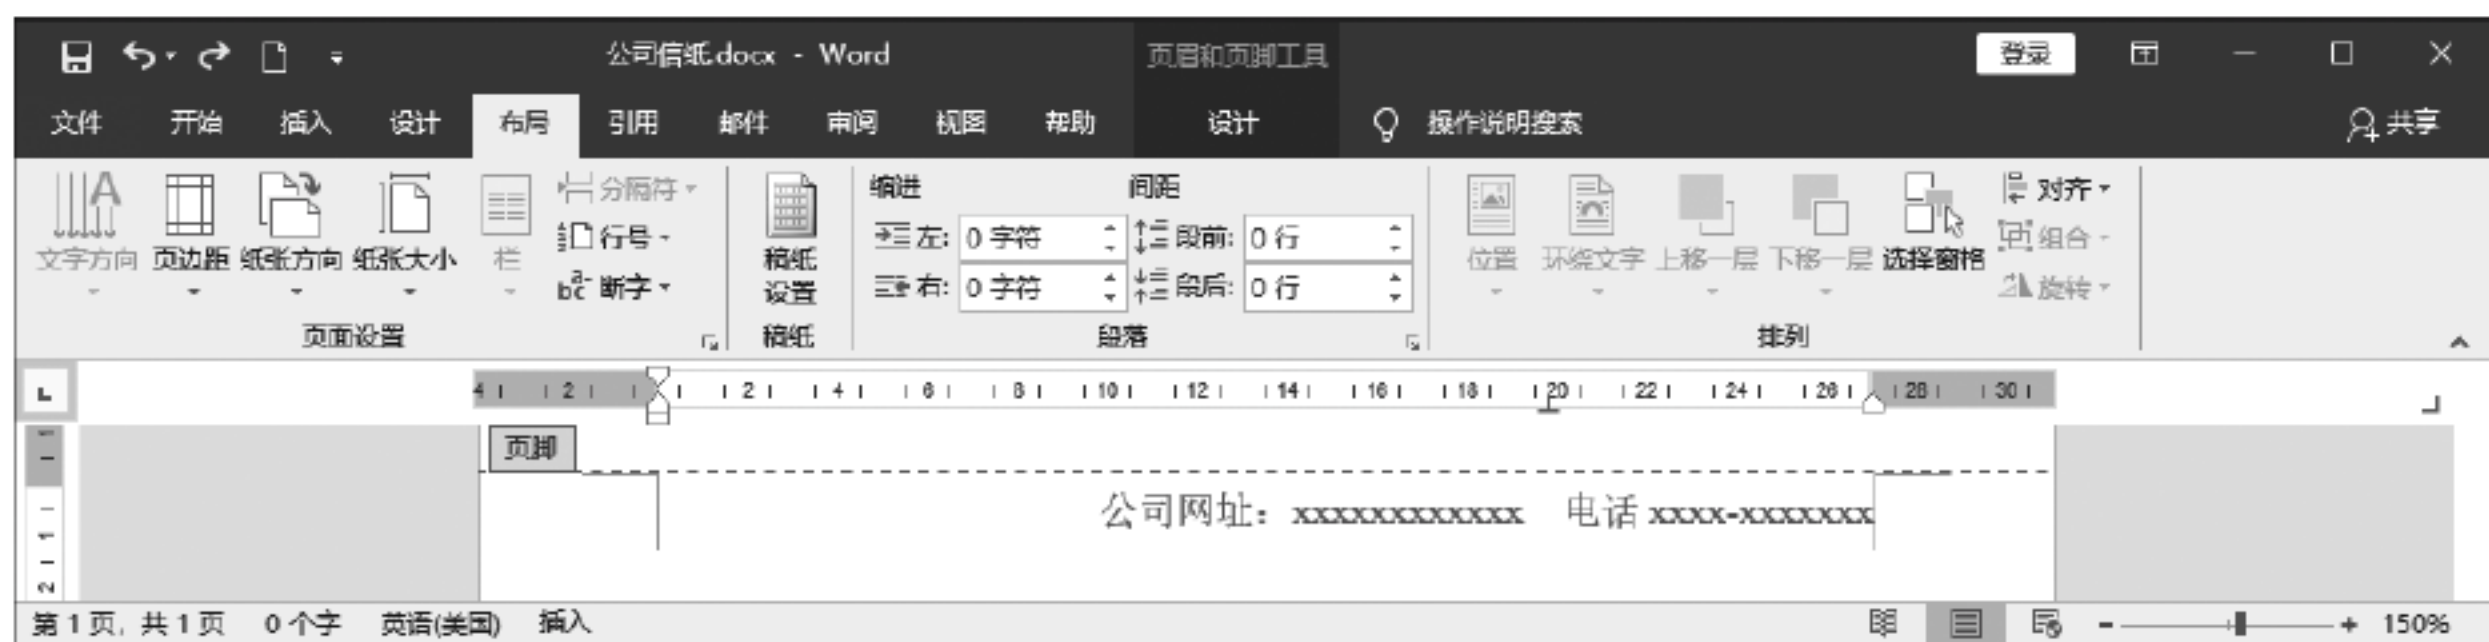 公司信纸.docx - Word 页眉和页脚工具 登录
文件 开始 插入 设计 布局 引用 邮件 审阅 视图 帮助 设计 操作说明搜索 共享
分隔符 缩进 间距 对齐
行号 左: 0 字符 段前: 0 行 组合
文字方向 页边距 纸张方向 纸张大小 栏 稿纸 位置 环绕文字 上移一层 下移一层 选择窗格
断字 设置 右: 0 字符 段后: 0 行 旋转
页面设置 稿纸 段落 排列
4 2 2 4 6 8 10 12 14 16 18 20 22 24 26 28 30
页脚
公司网址：xxxxxxxxxxxxx 电话 xxxx-xxxxxxx
1
2
第 1 页, 共 1 页 0 个字 英语(美国) 插入 150%